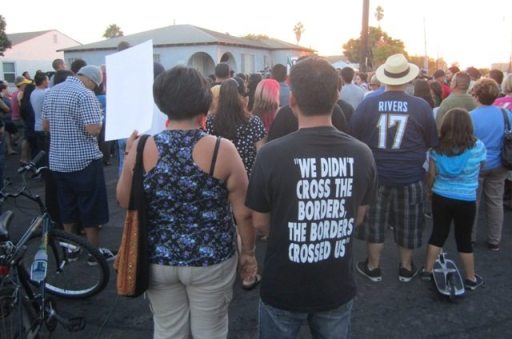 "WE DIDN'T
CROSS THE
BORDERS,
THE BORDERS
CROSSED US"
RIVERS
17